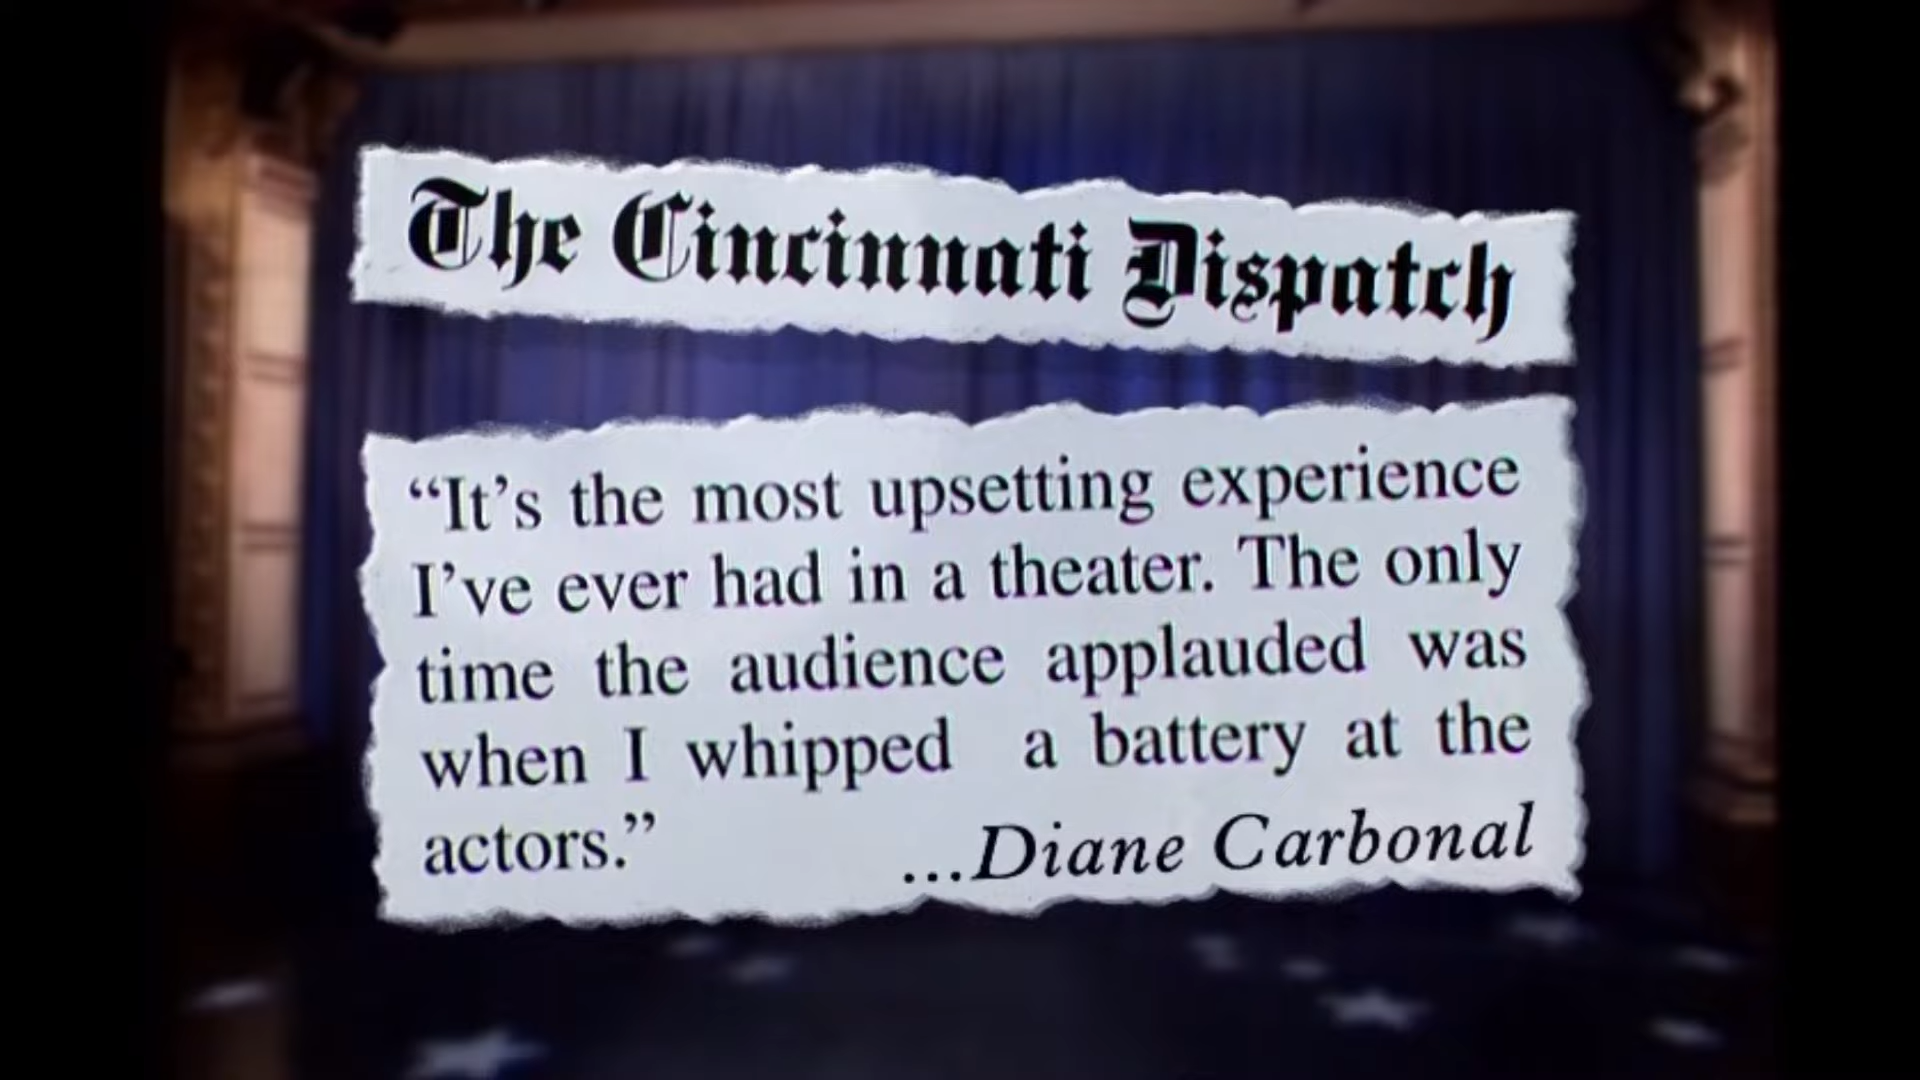 The Cincinnati Dispatch
“It’s the most upsetting experience
I’ve ever had in a theater. The only
time the audience applauded was
when I whipped a battery at the
actors.”
...Diane Carbonal